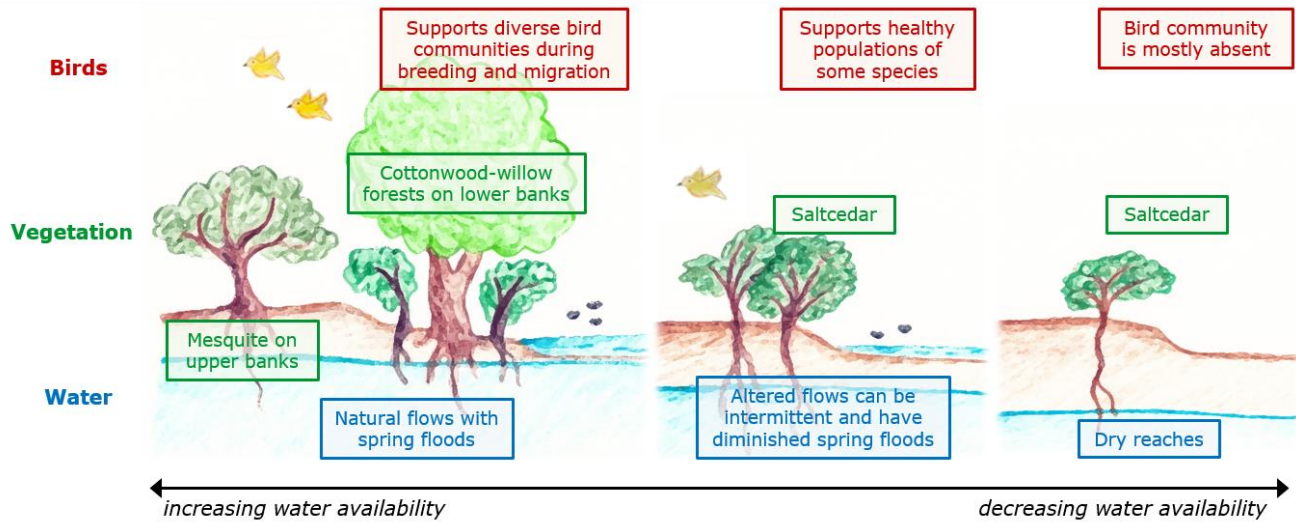 Birds
Supports diverse bird
communities during
breeding and migration
Supports healthy
populations of
some species
Bird community
is mostly absent
Vegetation
Cottonwood-willow
forests on lower banks
Saltcedar
Saltcedar
Mesquite on
upper banks
Water
Natural flows with
spring floods
Altered flows can be
intermittent and have
diminished spring floods
Dry reaches
increasing water availability
decreasing water availability